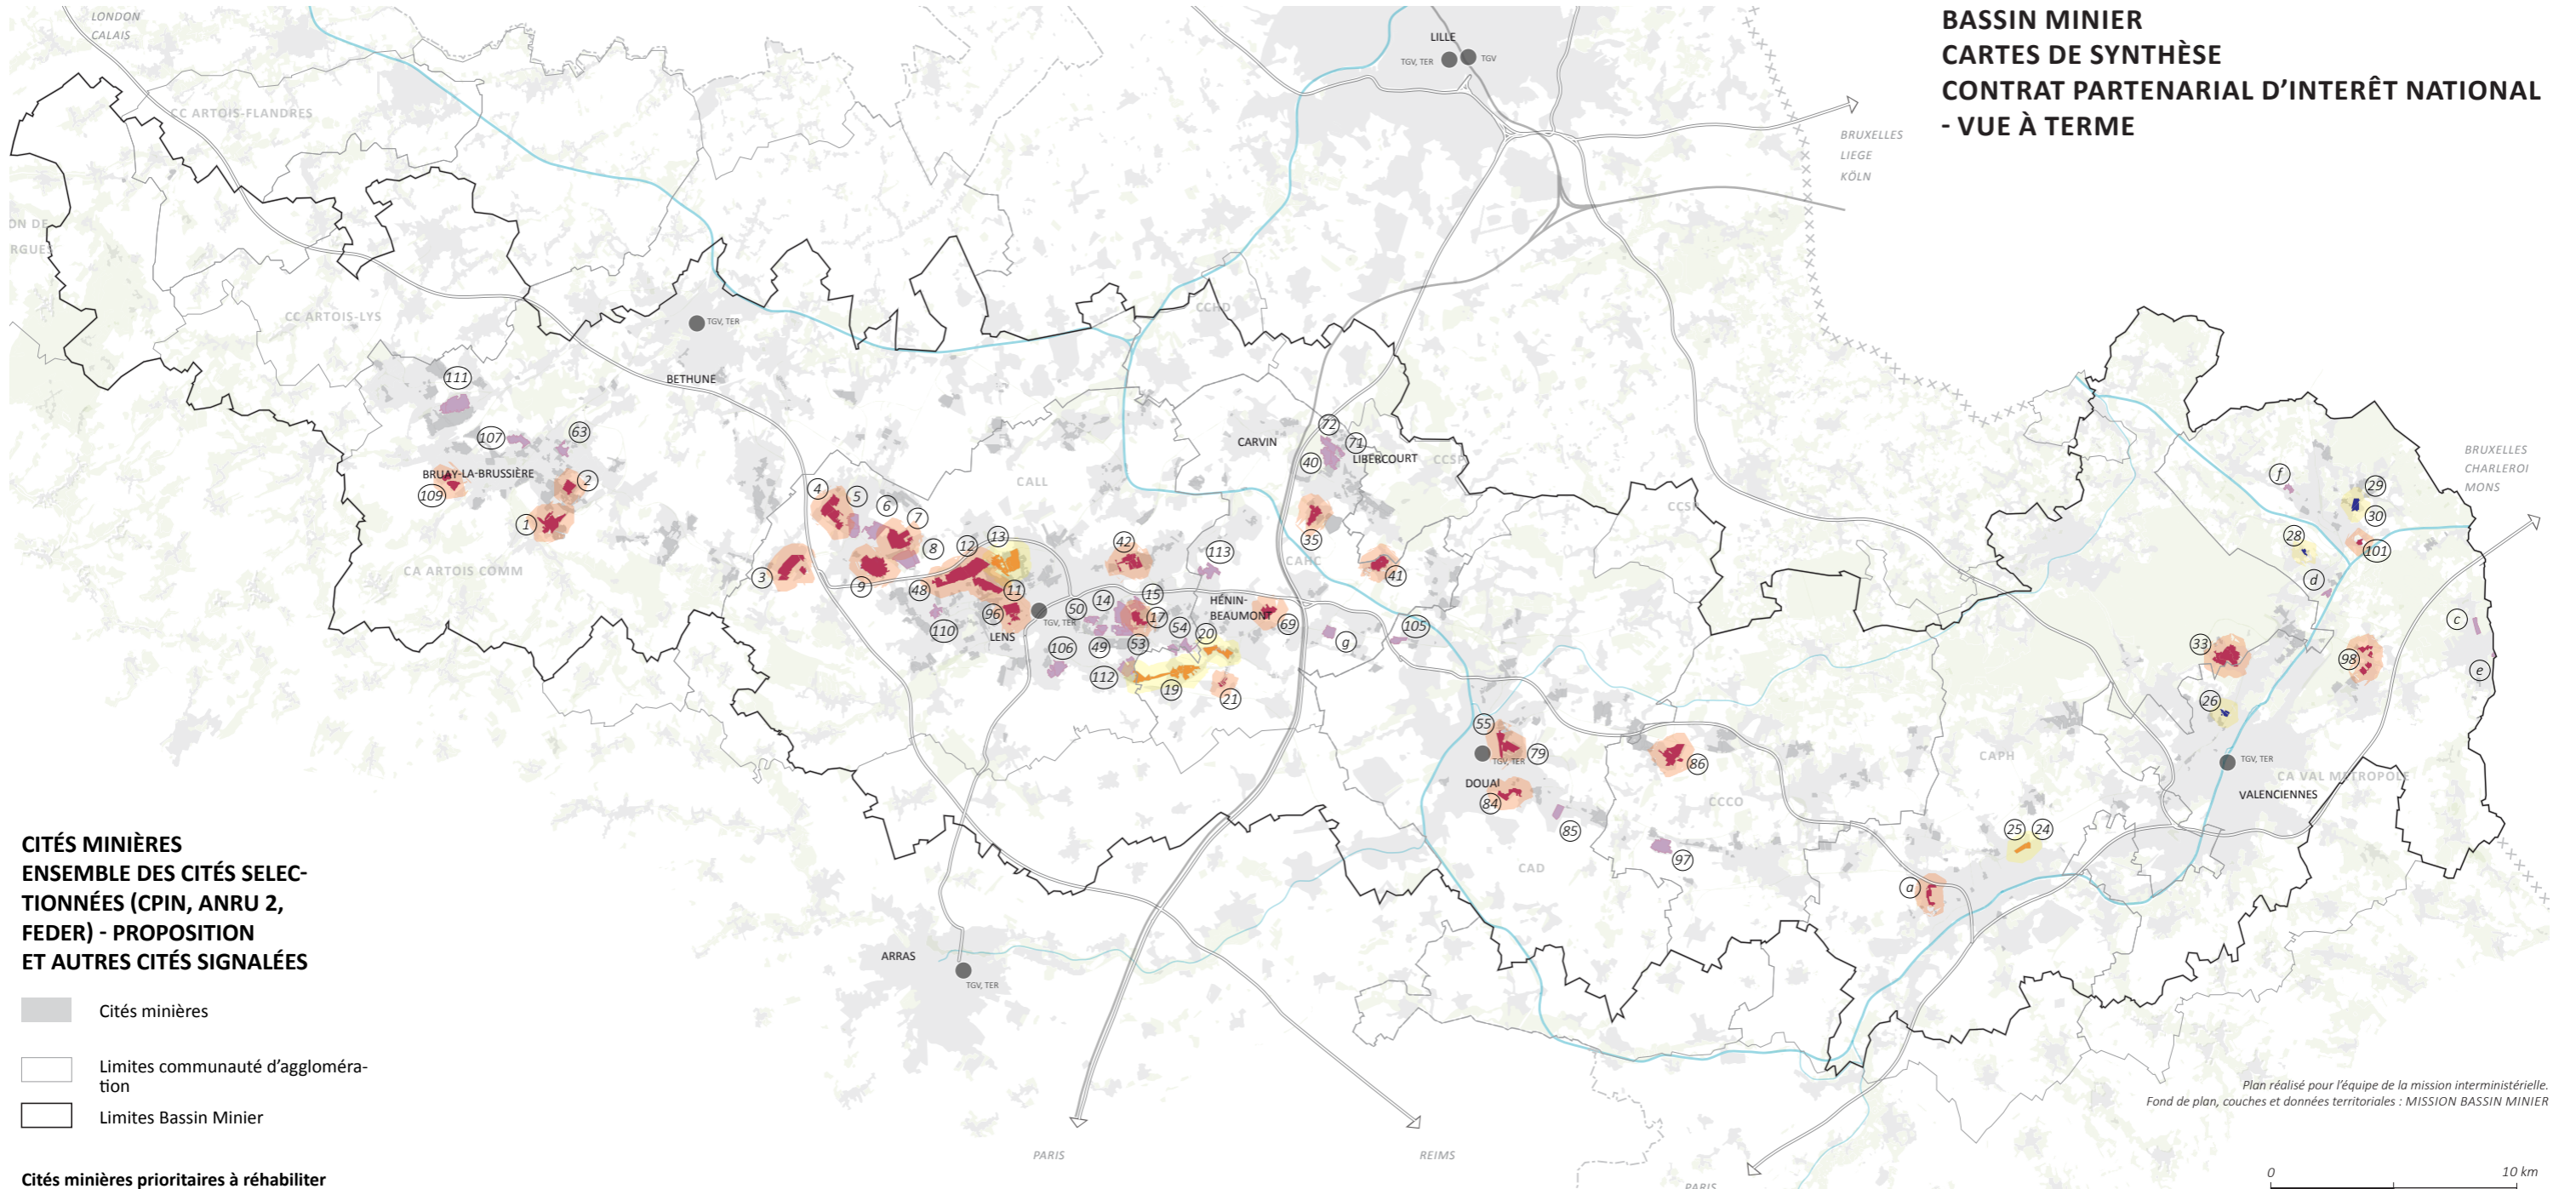 BASSIN MINIER
CARTES DE SYNTHÈSE
CONTRAT PARTENARIAL D'INTERÊT NATIONAL
- VUE À TERME
LONDON
CALAIS
LILLE
TGV, TER
TGV
CC ARTOIS-FLANDRES
BRUXELLES
LIEGE
KÖLN
ON DE
RGUES
CC ARTOIS-LYS
CCHD
TGV, TER
BETHUNE
111
107
63
BRUAY-LA-BRUSSIÈRE
2
109
1
CA ARTOIS COMM
72
CARVIN
71
40
LIBERCOURT
CALL
4
5
6
7
8
12
13
42
113
35
CAHC
41
3
9
48
11
50
14
15
HÉNIN-
BEAUMONT
96
TGV, TER
17
69
110
LENS
54
20
g
105
106
49
53
112
19
21
BRUXELLES
CHARLEROI
MONS
f
29
30
28
101
d
c
33
98
e
26
TGV, TER
CA VAL METROPOLE
VALENCIENNES
55
TGV, TER
79
86
CAPH
DOUAI
84
CCCO
85
25
24
97
CAD
a
ARRAS
TGV, TER
CITÉS MINIÈRES
ENSEMBLE DES CITÉS SELEC-
TIONNÉES (CPIN, ANRU 2,
FEDER) - PROPOSITION
ET AUTRES CITÉS SIGNALÉES
Cités minières
Limites communauté d'aggloméra-
tion
Limites Bassin Minier
Cités minières prioritaires à réhabiliter
PARIS
REIMS
PARIS
Plan réalisé pour l'équipe de la mission interministérielle.
Fond de plan, couches et données territoriales : MISSION BASSIN MINIER
0
10 km